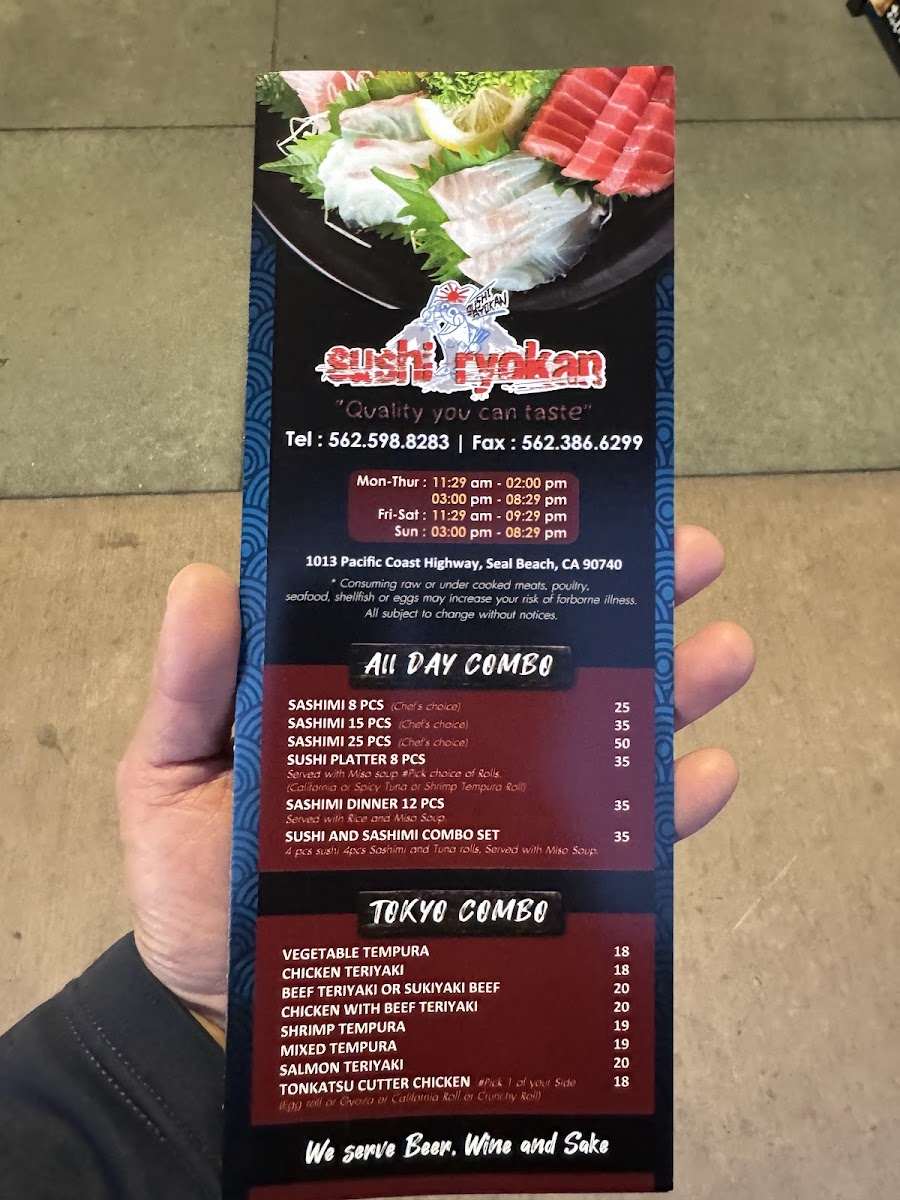 SUSHI
RYOKAN
sushi ryokan
"Quality you can taste"
Tel : 562.598.8283 | Fax : 562.386.6299
Mon-Thur : 11:29 am - 02:00 pm
03:00 pm - 08:29 pm
Fri-Sat : 11:29 am - 09:29 pm
Sun : 03:00 pm - 08:29 pm
1013 Pacific Coast Highway, Seal Beach, CA 90740
* Consuming raw or under cooked meats, poultry,
seafood, shellfish or eggs may increase your risk of forborne illness.
All subject to change without notices.
All DAY COMBO
SASHIMI 8 PCS (Chef's choice) 25
SASHIMI 15 PCS (Chef's choice) 35
SASHIMI 25 PCS (Chef's choice) 50
SUSHI PLATTER 8 PCS 35
Served with Miso soup #Pick choice of Rolls.
(California or Spicy Tuna or Shrimp Tempura Roll)
SASHIMI DINNER 12 PCS 35
Served with Rice and Miso Soup.
SUSHI AND SASHIMI COMBO SET 35
4 pcs sushi 4pcs Sashimi and Tuna rolls, Served with Miso Soup.
TOKYO COMBO
VEGETABLE TEMPURA 18
CHICKEN TERIYAKI 18
BEEF TERIYAKI OR SUKIYAKI BEEF 20
CHICKEN WITH BEEF TERIYAKI 20
SHRIMP TEMPURA 19
MIXED TEMPURA 19
SALMON TERIYAKI 20
TONKATSU CUTTER CHICKEN #Pick 1 of your Side 18
(Egg roll or Gyoza or California Roll or Crunchy Roll)
We serve Beer, Wine and Sake